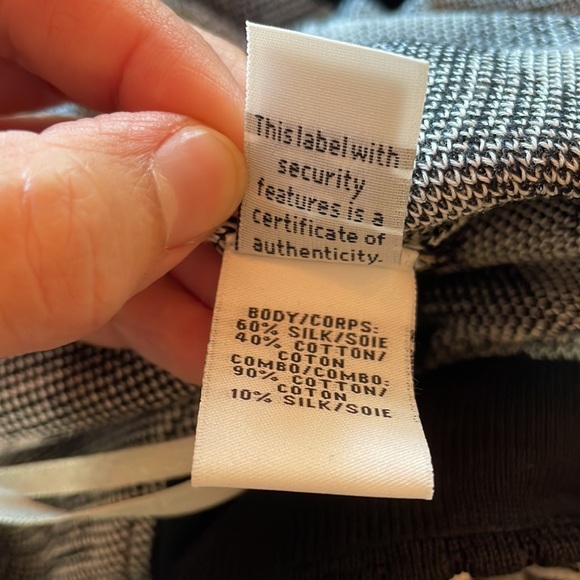 This label with
security
features is a
certificate of
authenticity.
BODY/CORPS:
60% SILK/SOIE
40% COTTON/
COTON
COMBO/COMBO:
90% COTTON/
COTON
10% SILK/SOIE